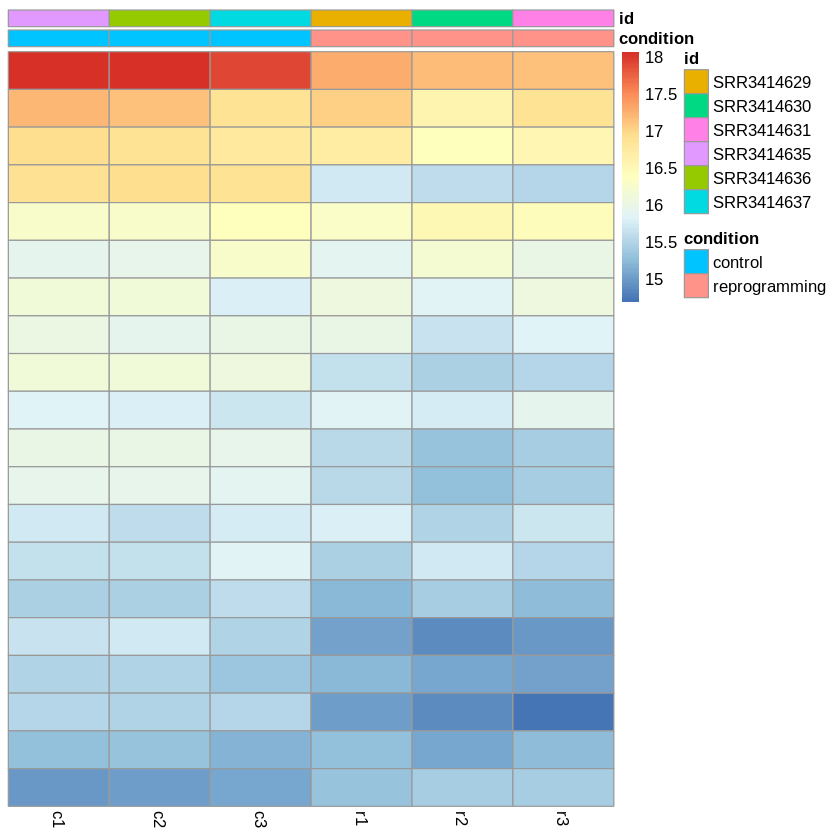 id
condition
18
17.5
17
16.5
16
15.5
15
id
SRR3414629
SRR3414630
SRR3414631
SRR3414635
SRR3414636
SRR3414637
condition
control
reprogramming
c1
c2
c3
r1
r2
r3